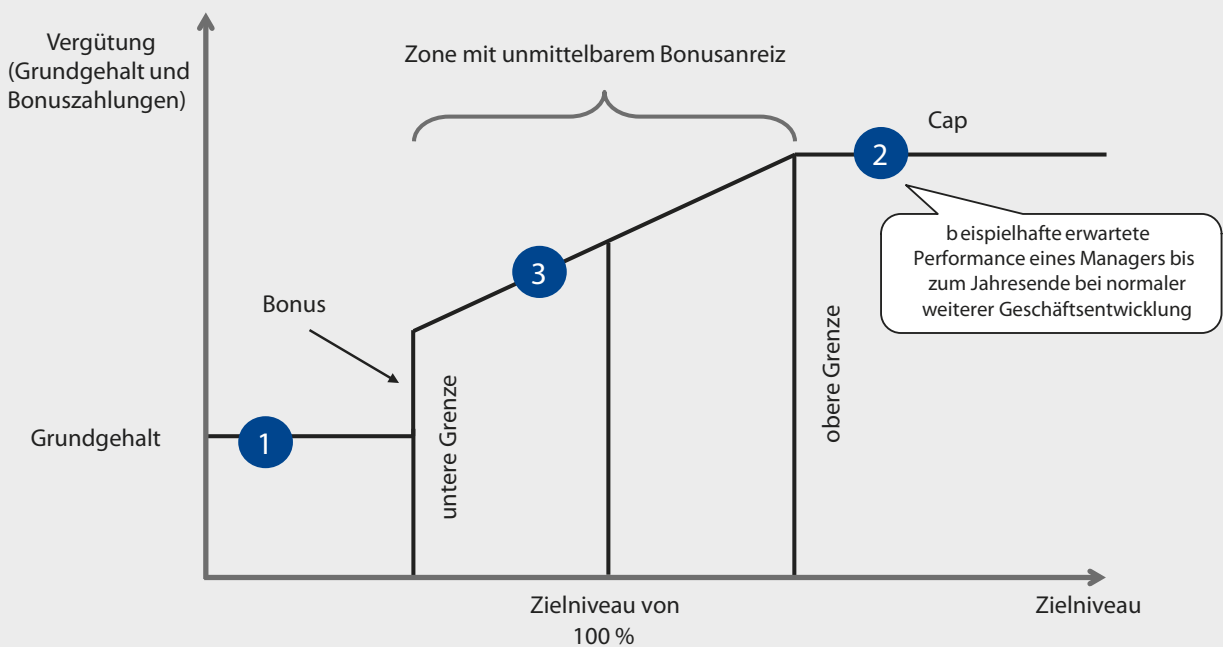 Vergütung
(Grundgehalt und
Bonuszahlungen)
Zone mit unmittelbarem Bonusanreiz
Cap
2
beispielhafte erwartete
Performance eines Managers bis
zum Jahresende bei normaler
weiterer Geschäftsentwicklung
3
Bonus
untere Grenze
obere Grenze
Grundgehalt
1
Zielniveau von
100 %
Zielniveau